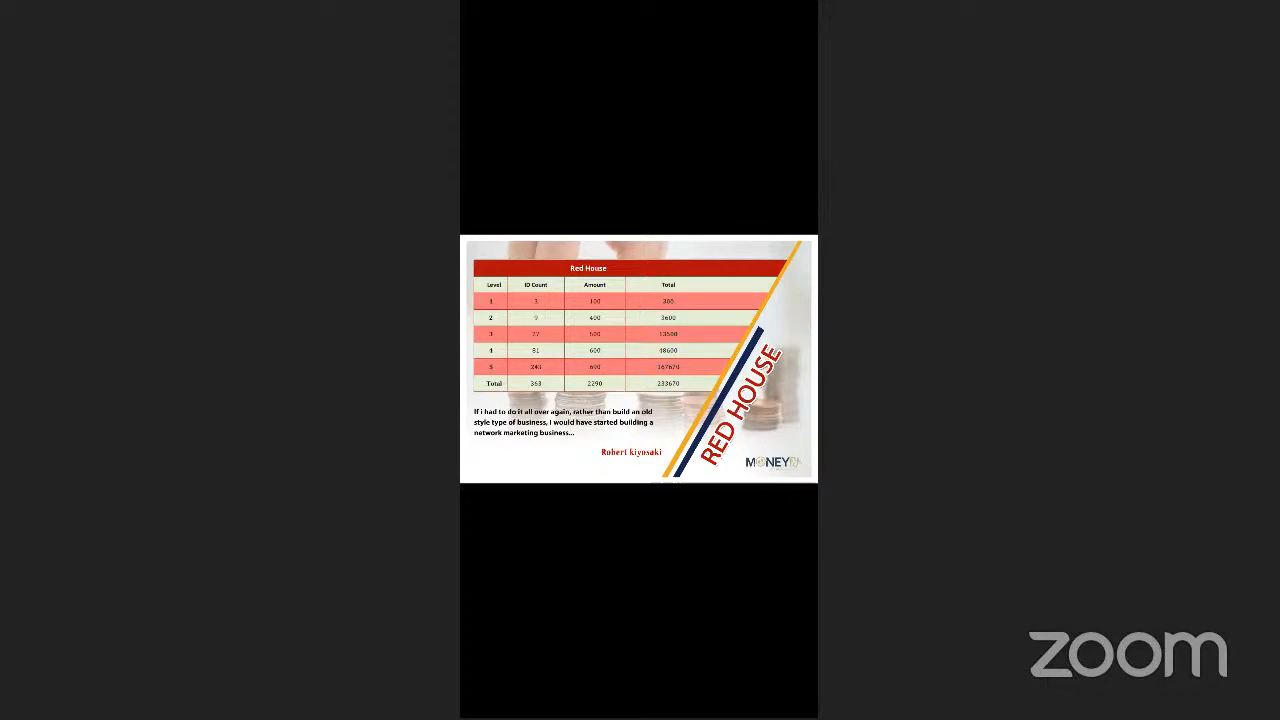 Red House
Level ID Count Amount Total
1 3 100 300
2 9 400 3600
3 27 500 13500
4 81 600 48600
5 243 690 167670
Total 363 2290 233670
If i had to do it all over again, rather than build an old
style type of business, I would have started building a
network marketing business...
Robert kiyosaki
RED HOUSE
MONEY
zoom